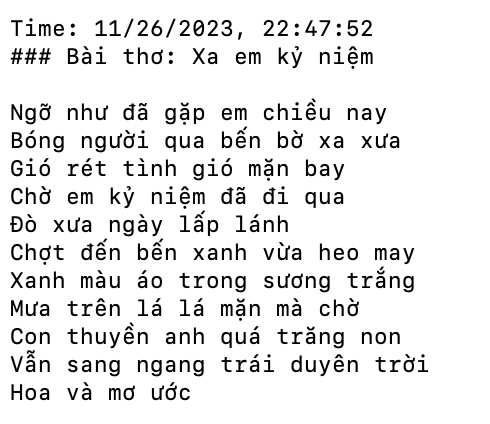 Time: 11/26/2023, 22:47:52
### Bài thơ: Xa em kỷ niệm
Ngỡ như đã gặp em chiều nay
Bóng người qua bến bờ xa xưa
Gió rét tình gió mặn bay
Chờ em kỷ niệm đã đi qua
Đò xưa ngày lấp lánh
Chợt đến bến xanh vừa heo may
Xanh màu áo trong sương trắng
Mưa trên lá lá mặn mà chờ
Con thuyền anh quá trăng non
Vẫn sang ngang trái duyên trời
Hoa và mơ ước